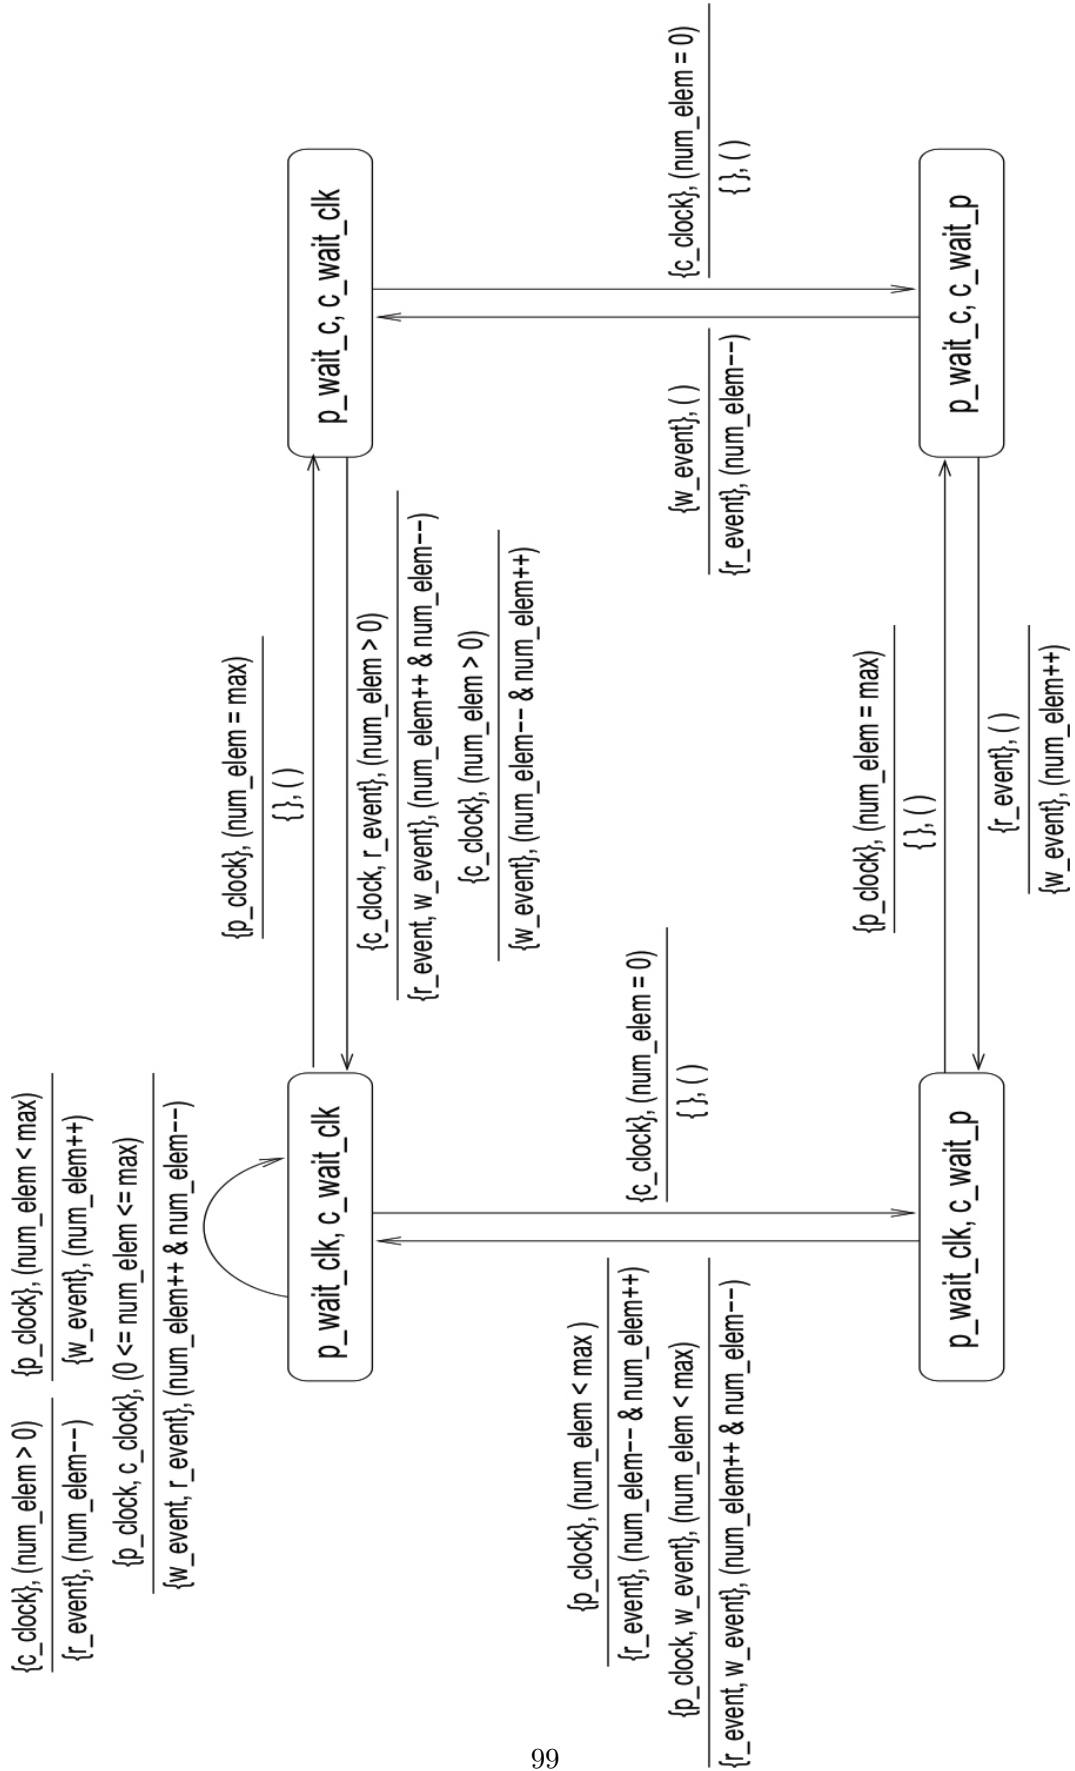 {c_clock}, (num_elem > 0)
{r_event}, (num_elem--)
{p_clock}, (num_elem < max)
{w_event}, (num_elem++)
{p_clock, c_clock}, (0 <= num_elem <= max)
{w_event, r_event}, (num_elem++ & num_elem--)
{p_clock}, (num_elem = max)
{ }, ( )
p_wait_clk, c_wait_clk
p_wait_c, c_wait_clk
{c_clock, r_event}, (num_elem > 0)
{r_event, w_event}, (num_elem++ & num_elem--)
{c_clock}, (num_elem > 0)
{w_event}, (num_elem-- & num_elem++)
{p_clock}, (num_elem < max )
{r_event}, (num_elem-- & num_elem++)
{p_clock, w_event}, (num_elem < max)
{r_event, w_event}, (num_elem++ & num_elem--)
{c_clock}, (num_elem = 0)
{ }, ( )
{w_event}, ( )
{r_event}, (num_elem--)
{c_clock}, (num_elem = 0)
{ }, ( )
{p_clock}, (num_elem = max)
{ }, ( )
p_wait_clk, c_wait_p
p_wait_c, c_wait_p
{r_event}, ( )
{w_event}, (num_elem++)
99